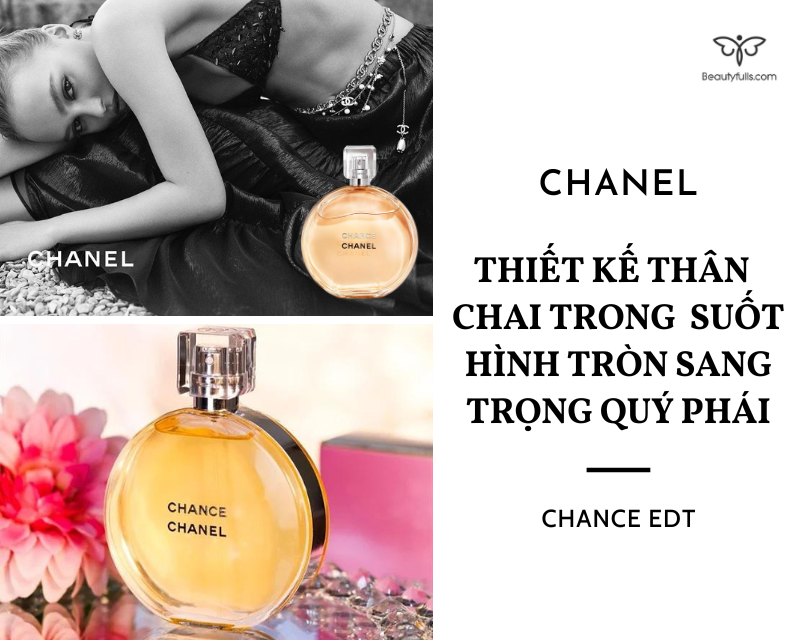 CHANEL
CHANCE
CHANEL
CHANCE
CHANEL
Beautyfulls.com
CHANEL
THIẾT KẾ THÂN
CHAI TRONG SUỐT
HÌNH TRÒN SANG
TRỌNG QUÝ PHÁI
CHANCE EDT